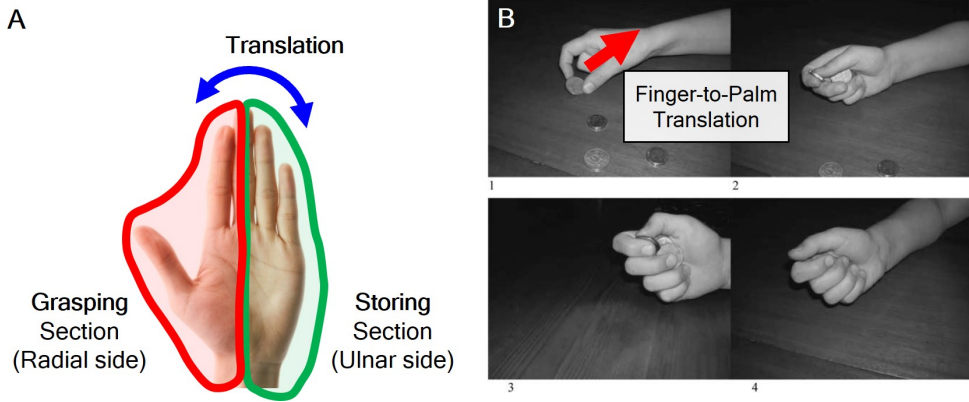 A
Translation
Grasping
Section
(Radial side)
Storing
Section
(Ulnar side)
B
Finger-to-Palm
Translation
1
2
3
4